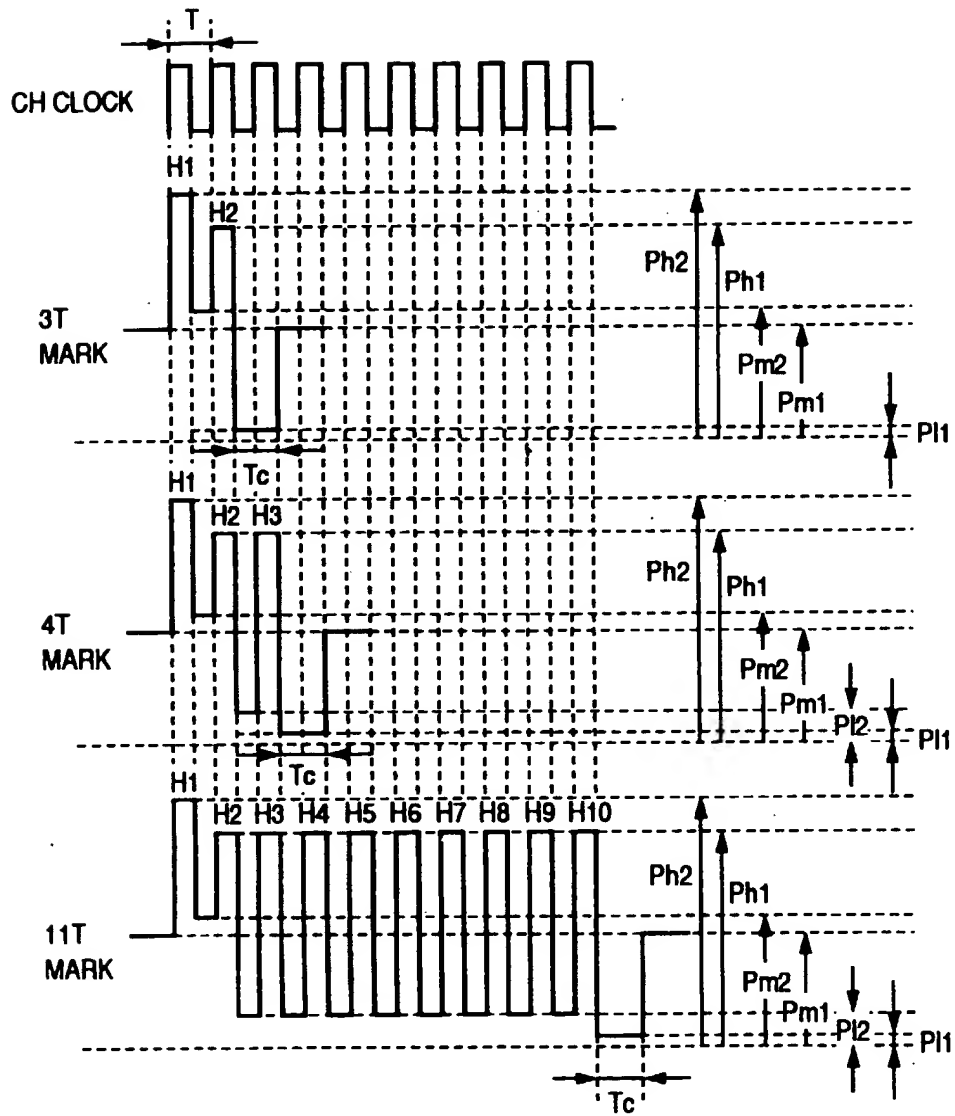 T
CH CLOCK
H1
H2
Ph2
Ph1
3T
MARK
Pm2
Pm1
Pl1
Tc
H1
H2 H3
Ph2
Ph1
4T
MARK
Pm2
Pm1
Pl2
Pl1
Tc
H1
H2 H3 H4 H5 H6 H7 H8 H9 H10
Ph2
Ph1
11T
MARK
Pm2
Pm1
Pl2
Pl1
Tc